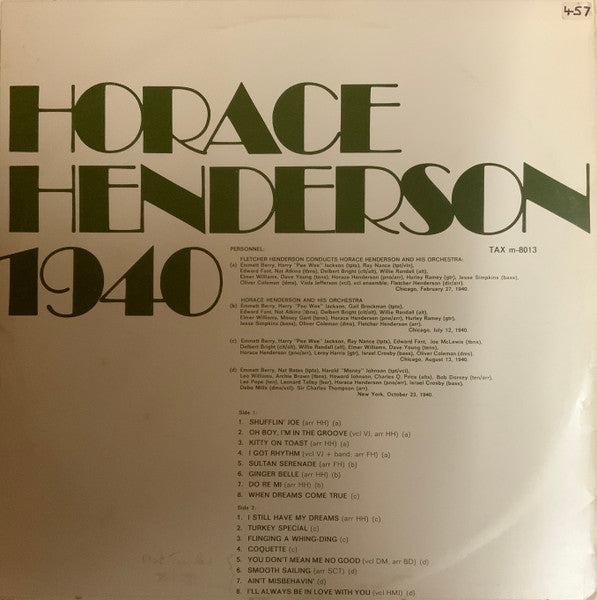 457
HORACE
HENDERSON
1940
TAX m-8013
PERSONNEL:
FLETCHER HENDERSON CONDUCTS HORACE HENDERSON AND HIS ORCHESTRA:
(a) Emmett Berry, Harry "Pee Wee" Jackson (tpts), Ray Nance (tpt/vln),
Edward Fant, Nat Atkins (tbns), Delbert Bright (clt/alt), Willie Randall (alt),
Elmer Williams, Dave Young (tens), Horace Henderson (pno/arr), Hurley Ramey (gtr), Jesse Simpkins (bass),
Oliver Coleman (dms), Viola Jefferson (vcl), vcl ensemble, Fletcher Henderson (dir/arr).
Chicago, February 27, 1940.
HORACE HENDERSON AND HIS ORCHESTRA
(b) Emmett Berry, Harry "Pee Wee" Jackson, Gail Brockman (tpts),
Edward Fant, Nat Atkins (tbns), Delbert Bright (clt/alt), Willie Randall (alt),
Elmer Williams, Mosey Gant (tens), Horace Henderson (pno/arr), Hurley Ramey (gtr),
Jesse Simpkins (bass), Oliver Coleman (dms), Fletcher Henderson (arr).
Chicago, July 12, 1940.
(c) Emmett Berry, Harry "Pee Wee" Jackson, Ray Nance (tpts), Edward Fant, Joe McLewis (tbns),
Delbert Bright (clt/alt), Willie Randall (alt), Elmer Williams, Dave Young (tens),
Horace Henderson (pno/arr), Leroy Harris (gtr), Israel Crosby (bass), Oliver Coleman (dms).
Chicago, August 13, 1940.
(d) Emmett Berry, Nat Bates (tpts), Harold "Money" Johnson (tpt/vcl),
Leo Williams, Archie Brown (tbns), Howard Johnson, Charles Q. Price (alts), Bob Dorsey (ten/arr),
Lee Pope (ten), Leonard Talley (bar), Horace Henderson (pno/arr), Israel Crosby (bass),
Debo Mills (dms/vcl), Sir Charles Thompson (arr).
New York, October 23, 1940.
Side 1:
1. SHUFFLIN' JOE (arr HH) (a)
2. OH BOY, I'M IN THE GROOVE (vcl VJ, arr HH) (a)
3. KITTY ON TOAST (arr HH) (a)
4. I GOT RHYTHM (vcl VJ + band: arr FH) (a)
5. SULTAN SERENADE (arr FH) (b)
6. GINGER BELLE (arr HH) (b)
7. DO RE MI (arr HH) (b)
8. WHEN DREAMS COME TRUE (c)
Side 2:
1. I STILL HAVE MY DREAMS (arr HH) (c)
2. TURKEY SPECIAL (c)
3. FLINGING A WHING-DING (c)
4. COQUETTE (c)
5. YOU DON'T MEAN ME NO GOOD (vcl DM, arr BD) (d)
6. SMOOTH SAILING (arr SCT) (d)
7. AIN'T MISBEHAVIN' (d)
8. I'LL ALWAYS BE IN LOVE WITH YOU (vcl HMJ) (d)